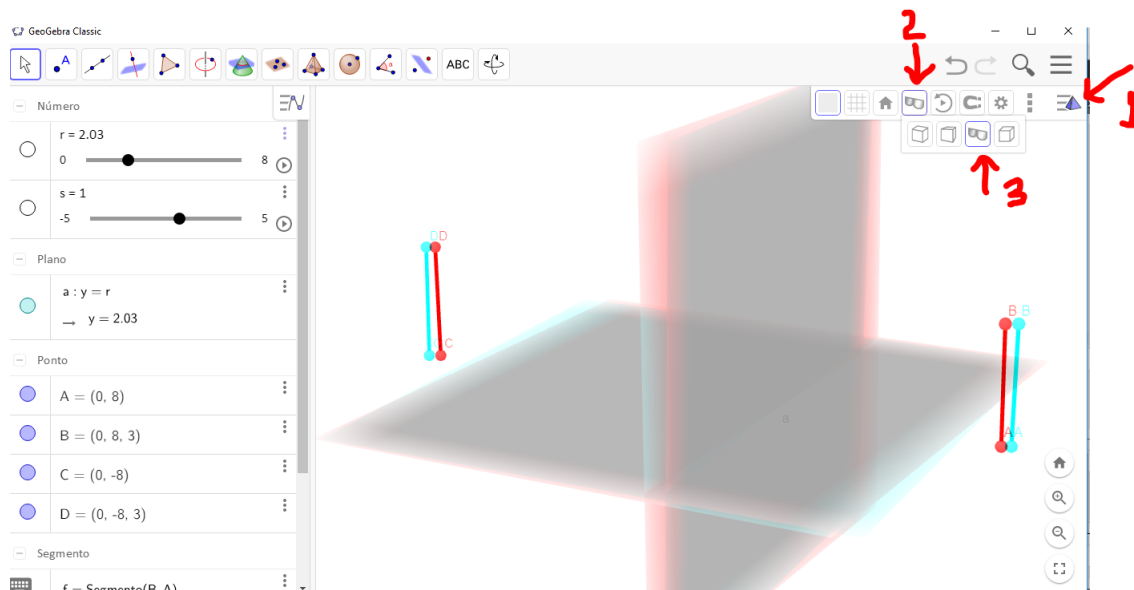 GeoGebra Classic
2
A
ABC
1
Número
r = 2.03
0 8
s = 1
-5 5
3
Plano
a : y = r
→ y = 2.03
Ponto
A = (0, 8)
B = (0, 8, 3)
C = (0, -8)
D = (0, -8, 3)
Segmento
f = Segmento(B, A)
D D
C C
B B
a
A A